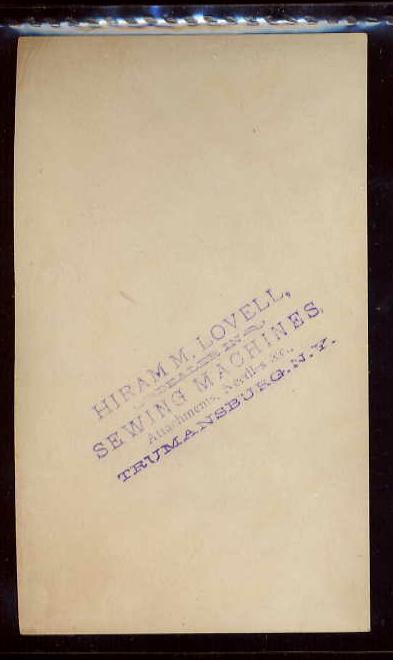 HIRAM M. LOVELL,
DEALER IN
SEWING MACHINES
Attachments, Needles &c.,
TRUMANSBURG, N.Y.